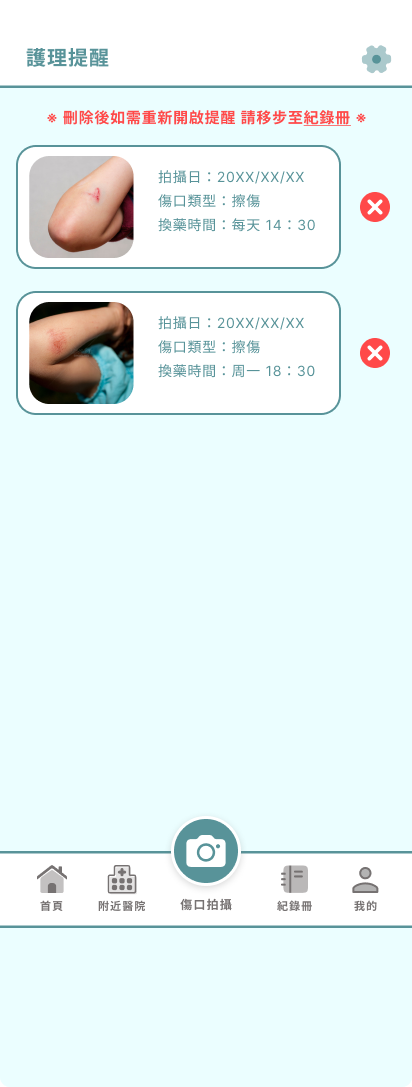 護理提醒
※ 刪除後如需重新開啟提醒 請移步至紀錄冊 ※
拍攝日：20XX/XX/XX
傷口類型：擦傷
換藥時間：每天 14：30
拍攝日：20XX/XX/XX
傷口類型：擦傷
換藥時間：周一 18：30
首頁
附近醫院
傷口拍攝
紀錄冊
我的